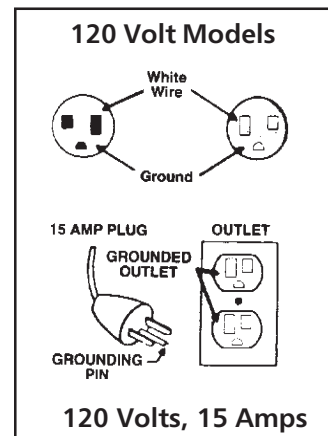 120 Volt Models
White
Wire
Ground
15 AMP PLUG
OUTLET
GROUNDED
OUTLET
GROUNDING
PIN
120 Volts, 15 Amps